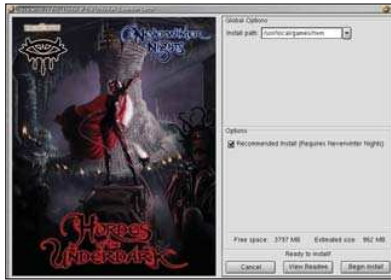 Neverwinter
Nights
Hordes
of the
Underdark
Global Options
Install path: /usr/local/games/nwn
Options
Recommended Install (Requires Neverwinter Nights)
Free space: 3797 MB Estimated size: 962 MB
Ready to install!
Cancel View Readme Begin Install